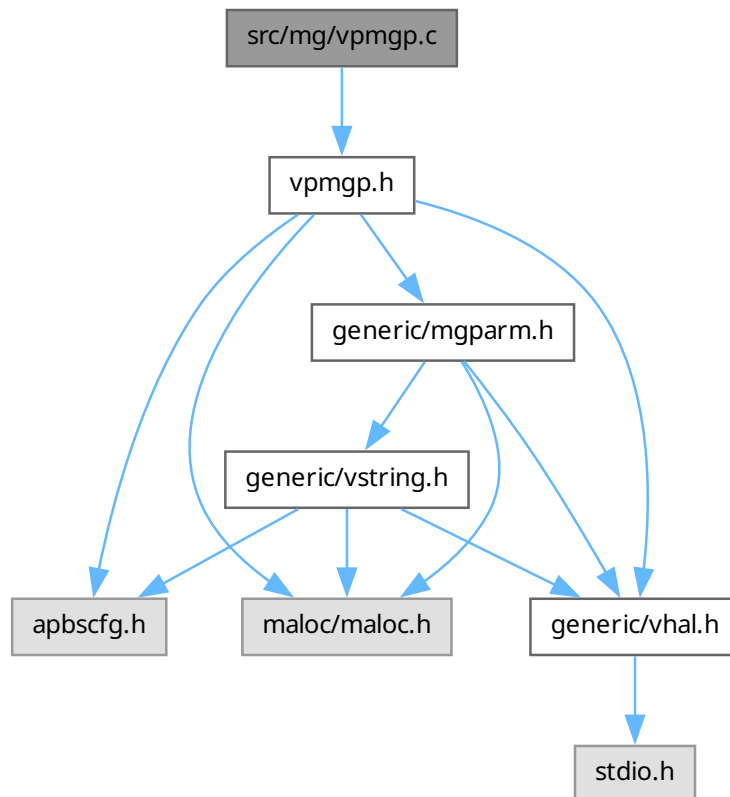 src/mg/vpmgp.c
vpmgp.h
generic/mgparm.h
generic/vstring.h
apbscfg.h
maloc/maloc.h
generic/vhal.h
stdio.h